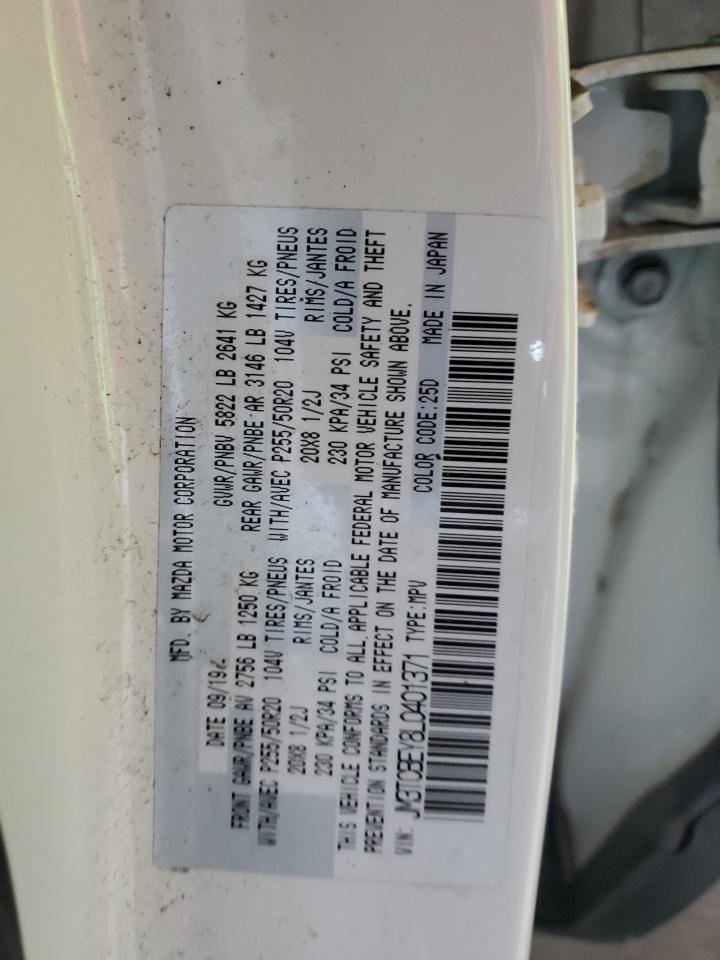 MFD. BY MAZDA MOTOR CORPORATION
DATE 09/19 GVWR/PNBV 5822 LB 2641 KG
FRONT GAWR/PNBE AV 2756 LB 1250 KG REAR GAWR/PNBE AR 3146 LB 1427 KG
WITH/AVEC P255/50R20 104V TIRES/PNEUS WITH/AVEC P255/50R20 104V TIRES/PNEUS
20X8 1/2J RIMS/JANTES 20X8 1/2J RIMS/JANTES
230 KPA/34 PSI COLD/A FROID 230 KPA/34 PSI COLD/A FROID
THIS VEHICLE CONFORMS TO ALL APPLICABLE FEDERAL MOTOR VEHICLE SAFETY AND THEFT
PREVENTION STANDARDS IN EFFECT ON THE DATE OF MANUFACTURE SHOWN ABOVE.
VIN: JM3TCBEY8L0401371 TYPE:MPV COLOR CODE:25D MADE IN JAPAN